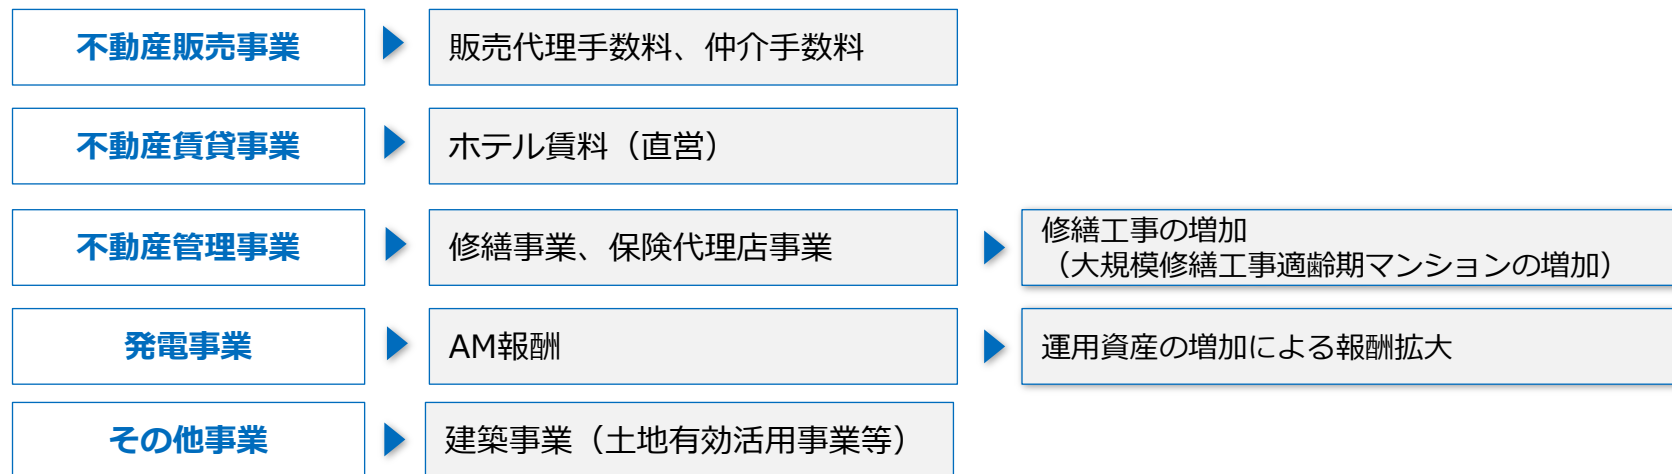 不動産販売事業
販売代理手数料、仲介手数料
不動産賃貸事業
ホテル賃料（直営）
不動産管理事業
修繕事業、保険代理店事業
修繕工事の増加
（大規模修繕工事適齢期マンションの増加）
発電事業
AM報酬
運用資産の増加による報酬拡大
その他事業
建築事業（土地有効活用事業等）